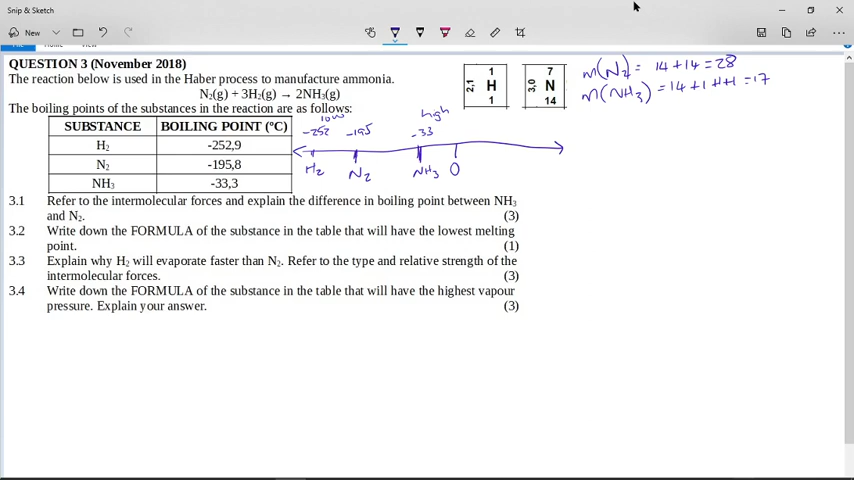 Snip & Sketch
New
QUESTION 3 (November 2018)
The reaction below is used in the Haber process to manufacture ammonia.
N₂(g) + 3H₂(g) → 2NH₃(g)
The boiling points of the substances in the reaction are as follows:
SUBSTANCE BOILING POINT (ºC)
H₂ -252,9
N₂ -195,8
NH₃ -33,3
2,1 1 H 1
3,0 7 N 14
m(N₂) = 14+14 = 28
m(NH₃) = 14+1+1+1 = 17
low high
-252 -195 -33
H₂ N₂ NH₃ 0
3.1 Refer to the intermolecular forces and explain the difference in boiling point between NH₃
and N₂. (3)
3.2 Write down the FORMULA of the substance in the table that will have the lowest melting
point. (1)
3.3 Explain why H₂ will evaporate faster than N₂. Refer to the type and relative strength of the
intermolecular forces. (3)
3.4 Write down the FORMULA of the substance in the table that will have the highest vapour
pressure. Explain your answer. (3)